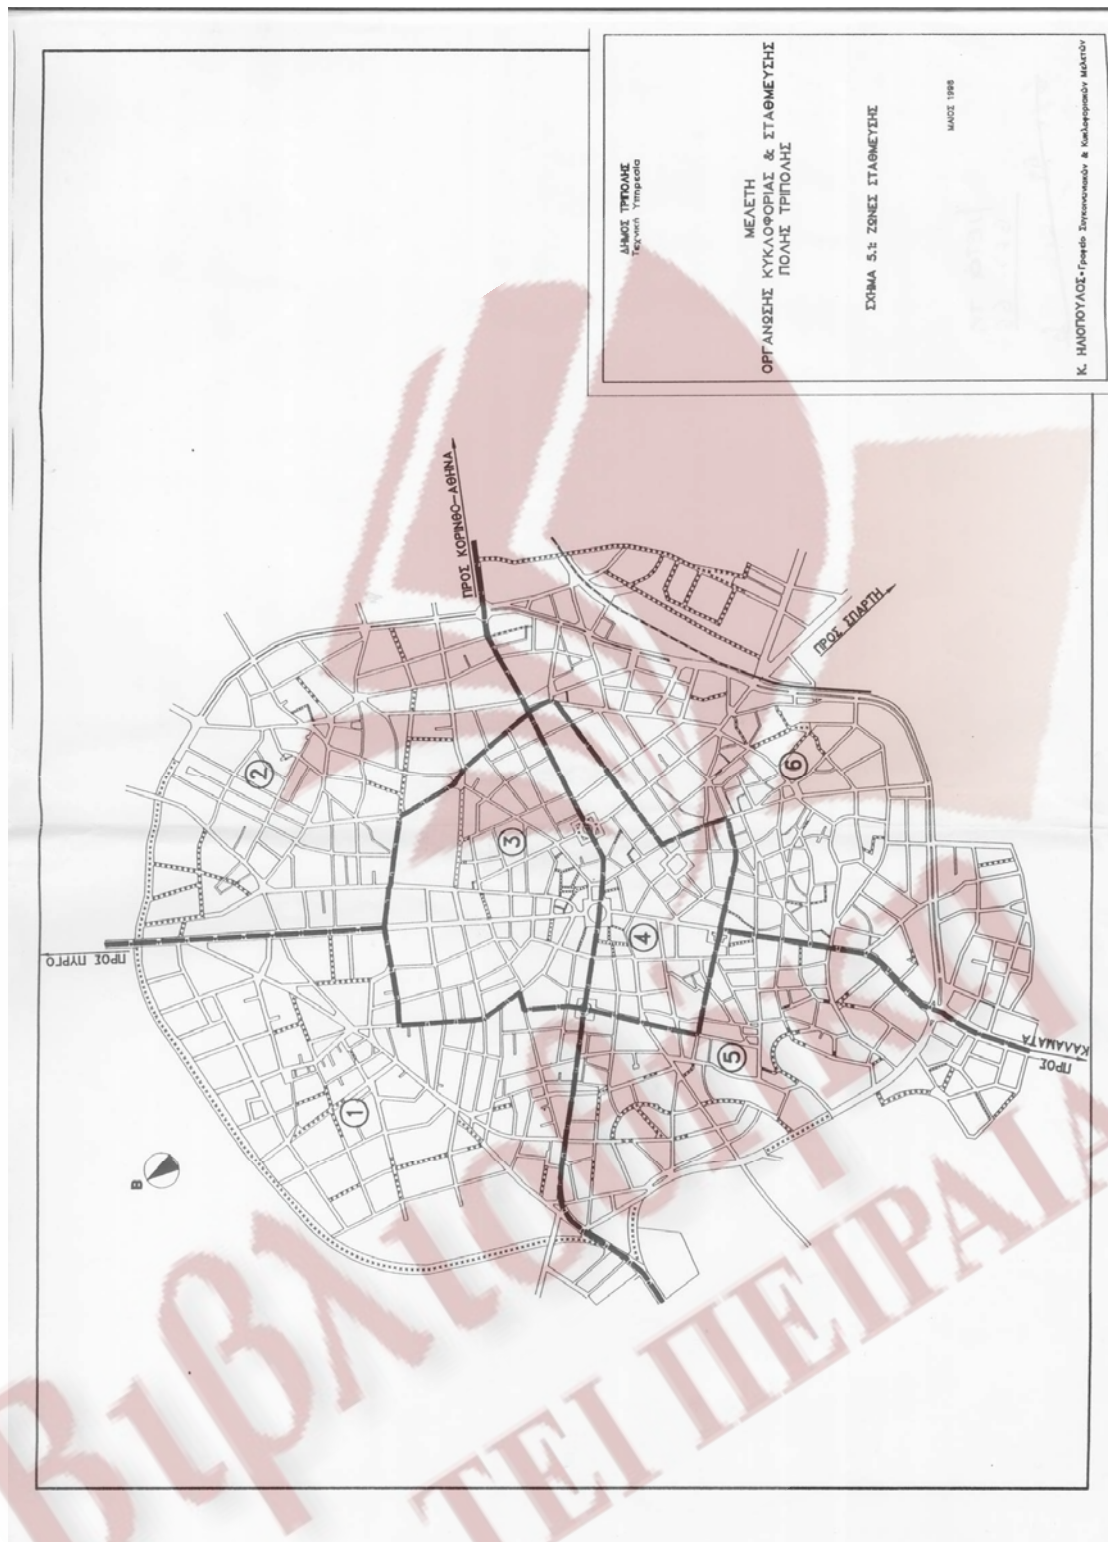 ΔΗΜΟΣ ΤΡΙΠΟΛΗΣ
Τεχνική Υπηρεσία
ΜΕΛΕΤΗ
ΟΡΓΑΝΩΣΗΣ ΚΥΚΛΟΦΟΡΙΑΣ & ΣΤΑΘΜΕΥΣΗΣ
ΠΟΛΗΣ ΤΡΙΠΟΛΗΣ
ΣΧΗΜΑ 5.1: ΖΩΝΕΣ ΣΤΑΘΜΕΥΣΗΣ
ΜΑΙΟΣ 1995
Κ. ΗΛΙΟΠΟΥΛΟΣ-Γραφείο Συγκοινωνιακών & Κυκλοφοριακών Μελετών
ΠΡΟΣ ΚΟΡΙΝΘΟ-ΑΘΗΝΑ
ΠΡΟΣ ΣΠΑΡΤΗ
ΠΡΟΣ ΠΥΡΓΟ
ΠΡΟΣ
ΚΑΛΑΜΑΤΑ
Β
1
2
3
4
5
6
Βιβλιοθήκη
ΤΕΙ ΠΕΙΡΑΙΑ